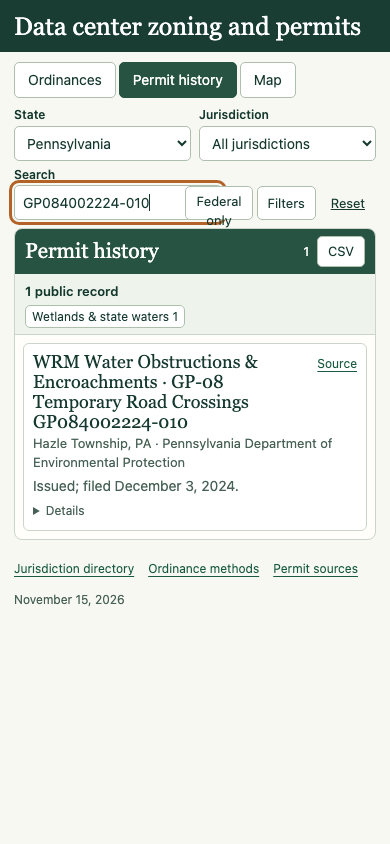 Data center zoning and permits
Ordinances Permit history Map
State Jurisdiction
Pennsylvania All jurisdictions
Search
GP084002224-010 Federal only Filters Reset
Permit history 1 CSV
1 public record
Wetlands & state waters 1
WRM Water Obstructions & Source
Encroachments · GP-08
Temporary Road Crossings
GP084002224-010
Hazle Township, PA · Pennsylvania Department of
Environmental Protection
Issued; filed December 3, 2024.
Details
Jurisdiction directory Ordinance methods Permit sources
November 15, 2026